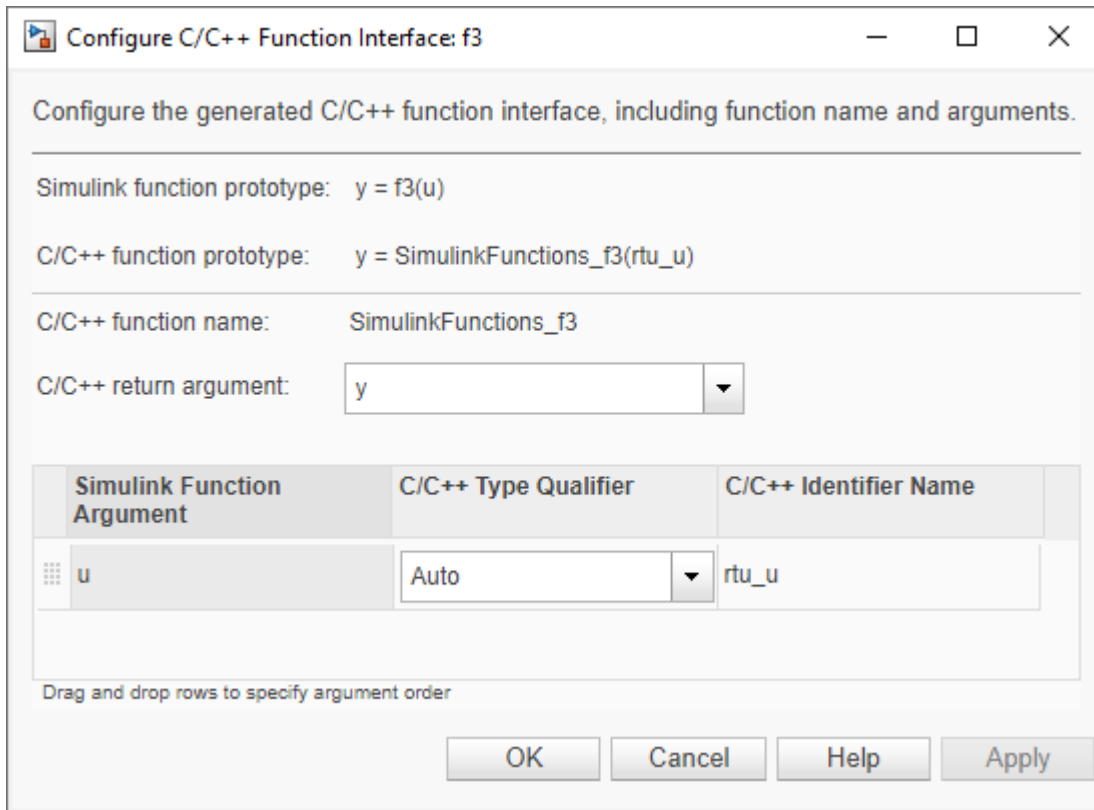 Configure C/C++ Function Interface: f3
Configure the generated C/C++ function interface, including function name and arguments.
Simulink function prototype: y = f3(u)
C/C++ function prototype: y = SimulinkFunctions_f3(rtu_u)
C/C++ function name: SimulinkFunctions_f3
C/C++ return argument: y
Simulink Function Argument C/C++ Type Qualifier C/C++ Identifier Name
u Auto rtu_u
Drag and drop rows to specify argument order
OK Cancel Help Apply